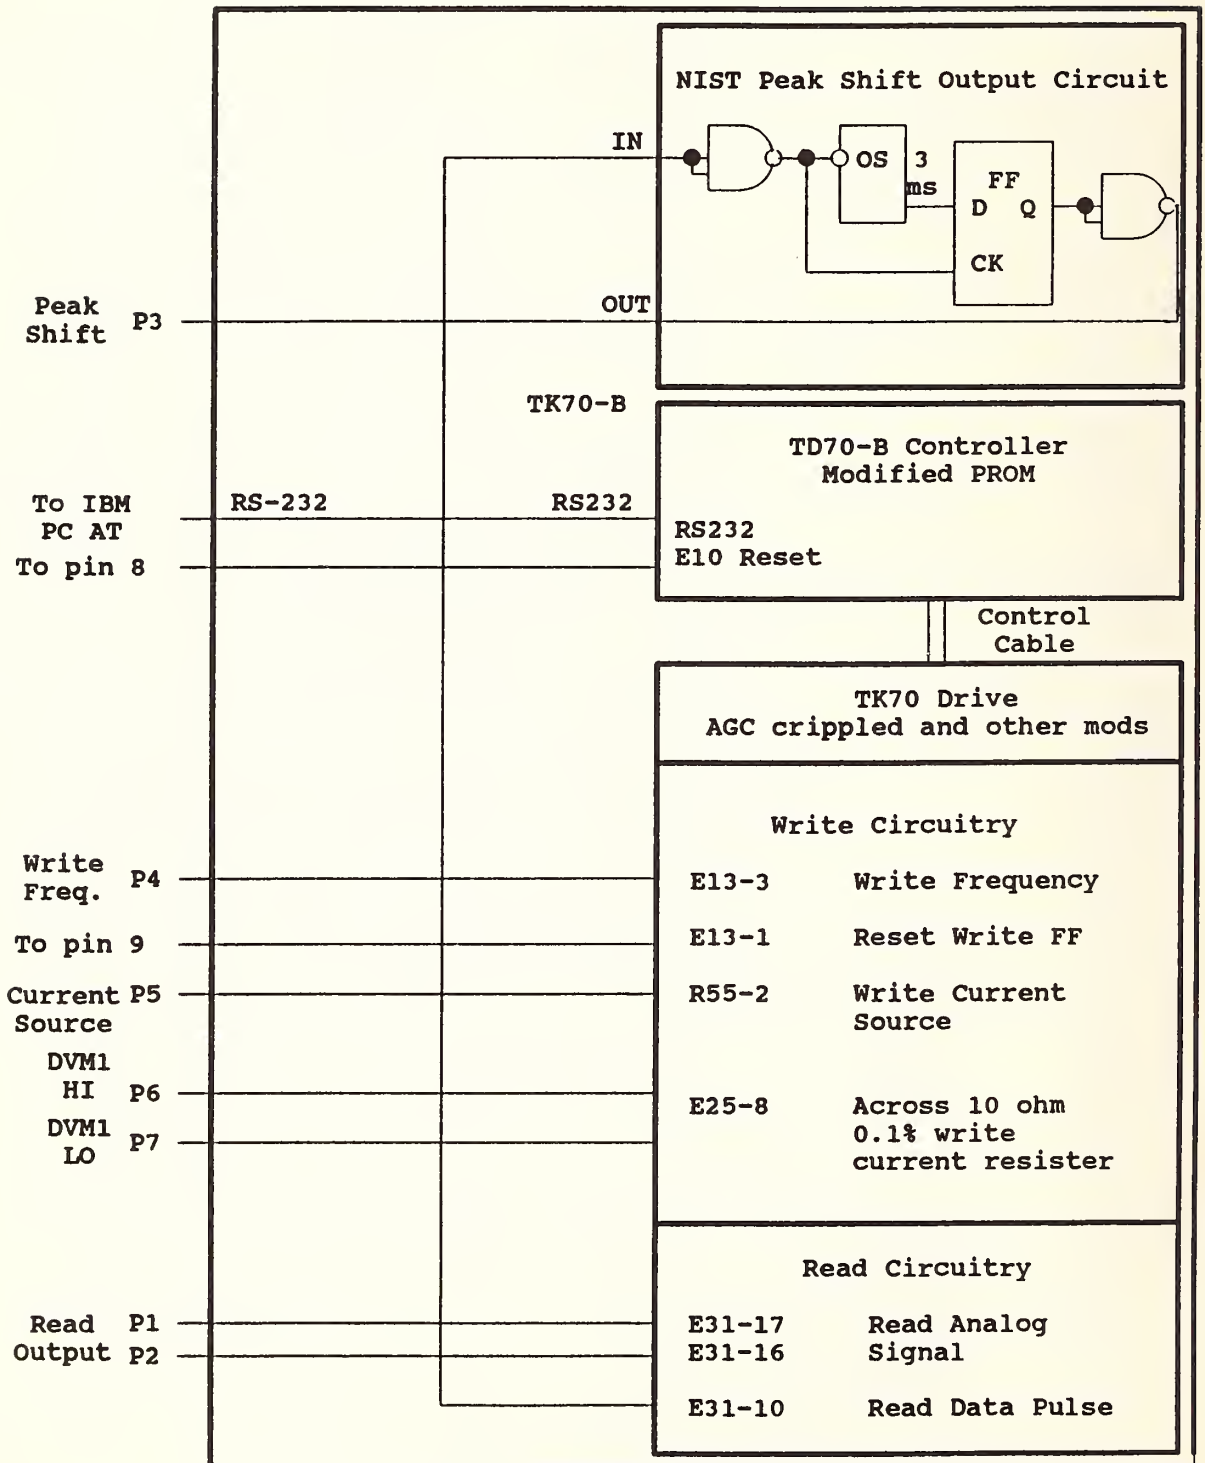 NIST Peak Shift Output Circuit
IN
OS
3
ms
FF
D Q
CK
OUT
Peak
Shift
P3
TK70-B
TD70-B Controller
Modified PROM
To IBM
PC AT
RS-232
RS232
RS232
E10 Reset
To pin 8
Control
Cable
TK70 Drive
AGC crippled and other mods
Write Circuitry
Write
Freq.
P4
E13-3 Write Frequency
To pin 9
E13-1 Reset Write FF
Current
Source
P5
R55-2 Write Current
Source
DVM1
HI
P6
DVM1
LO
P7
E25-8 Across 10 ohm
0.1% write
current resister
Read Circuitry
Read P1
Output P2
E31-17 Read Analog
E31-16 Signal
E31-10 Read Data Pulse